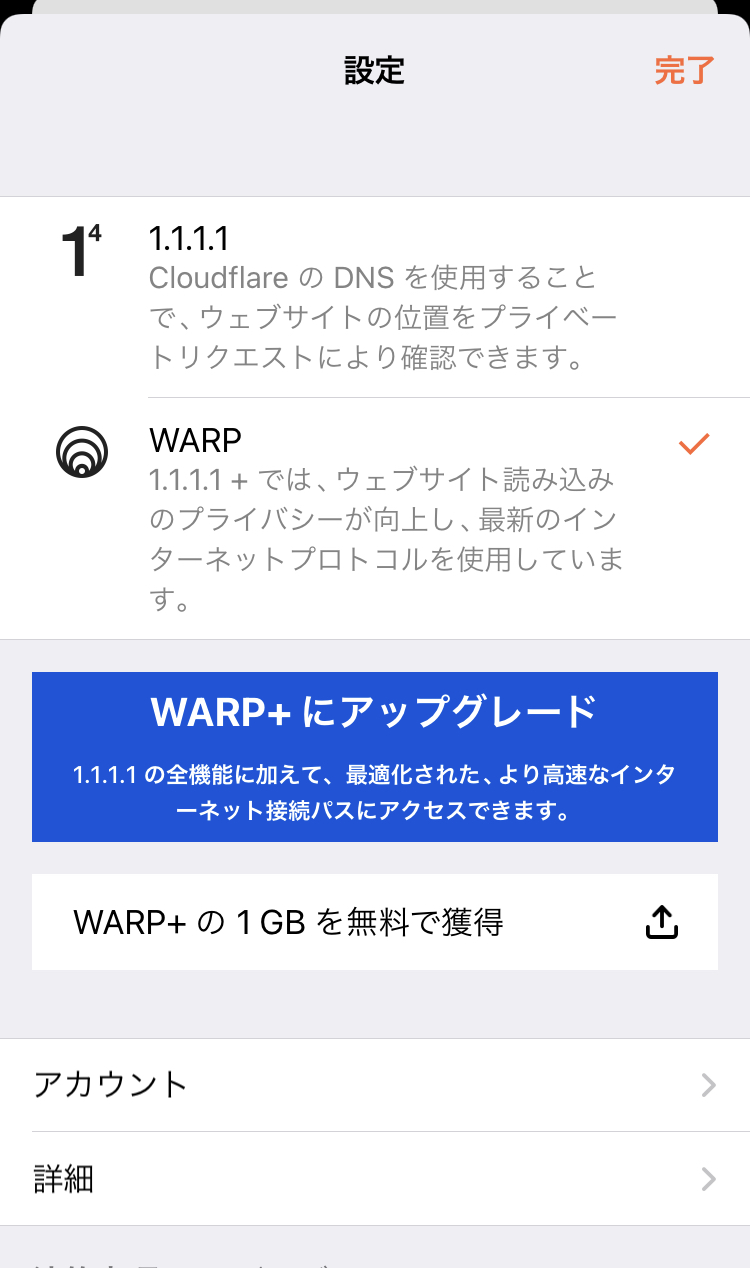 設定
完了
1⁴
1.1.1.1
Cloudflare の DNS を使用すること
で、ウェブサイトの位置をプライベー
トリクエストにより確認できます。
WARP
1.1.1.1 + では、ウェブサイト読み込み
のプライバシーが向上し、最新のイン
ターネットプロトコルを使用していま
す。
WARP+ にアップグレード
1.1.1.1 の全機能に加えて、最適化された、より高速なインタ
ーネット接続パスにアクセスできます。
WARP+ の 1 GB を無料で獲得
アカウント
詳細